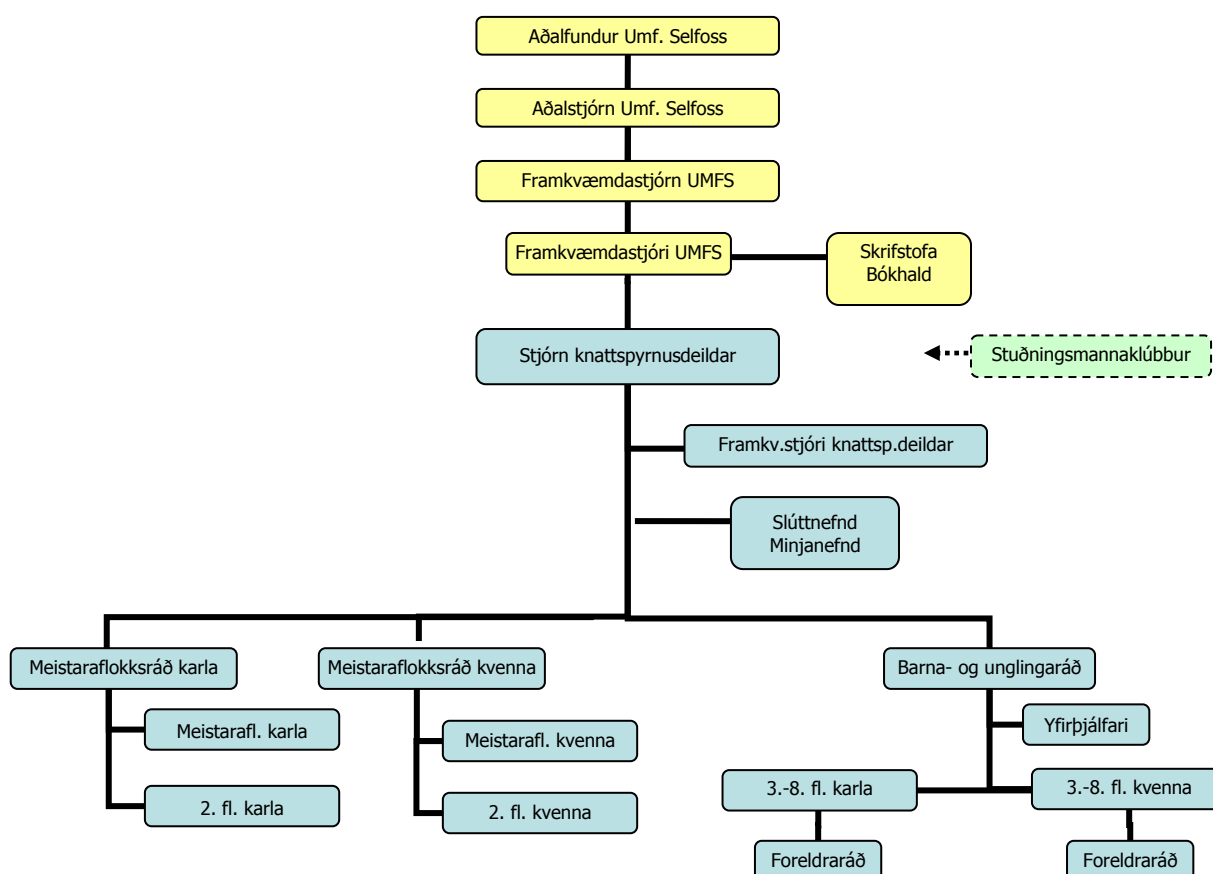 Aðalfundur Umf. Selfoss
Aðalstjórn Umf. Selfoss
Framkvæmdastjórn UMFS
Framkvæmdastjóri UMFS
Skrifstofa
Bókhald
Stjórn knattspyrnusdeildar
Stuðningsmannaklúbbur
Framkv.stjóri knattsp.deildar
Slúttnefnd
Minjanefnd
Meistaraflokksráð karla
Meistaraflokksráð kvenna
Barna- og unglingaráð
Meistarafl. karla
Meistarafl. kvenna
Yfirþjálfari
2. fl. karla
2. fl. kvenna
3.-8. fl. karla
3.-8. fl. kvenna
Foreldraráð
Foreldraráð